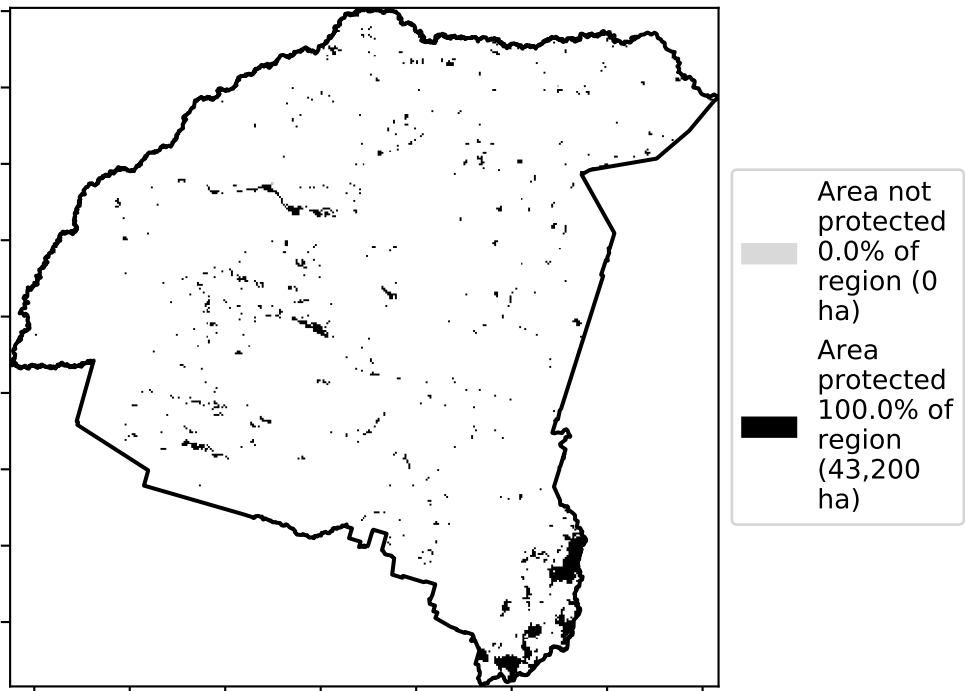 Area not
protected
0.0% of
region (0
ha)
Area
protected
100.0% of
region
(43,200
ha)